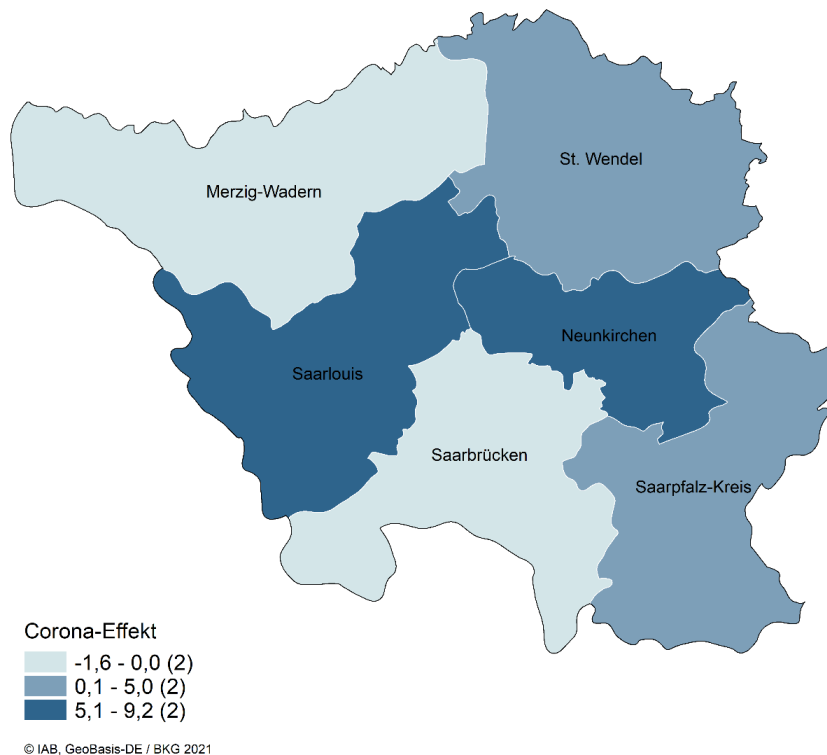 St. Wendel
Merzig-Wadern
Neunkirchen
Saarlouis
Saarbrücken
Saarpfalz-Kreis
Corona-Effekt
-1,6 - 0,0 (2)
0,1 - 5,0 (2)
5,1 - 9,2 (2)
© IAB, GeoBasis-DE / BKG 2021